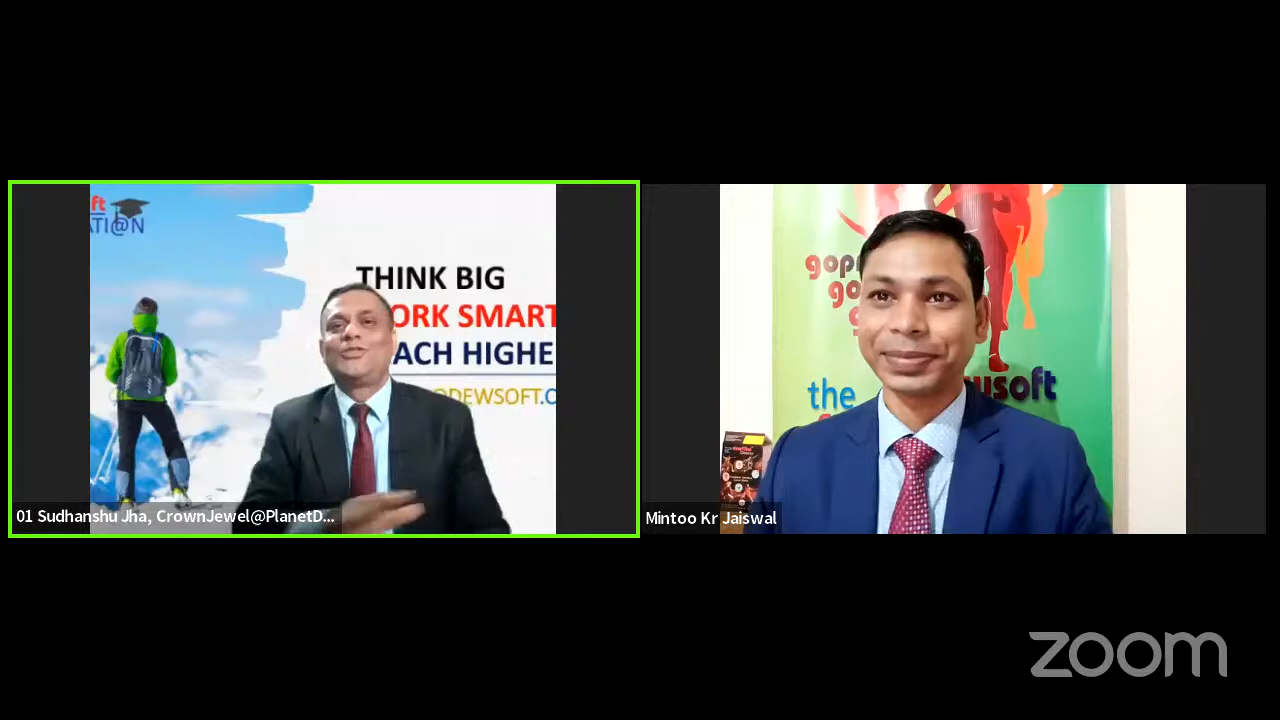 ft
ATI@N
THINK BIG
ORK SMART
ACH HIGHE
ODEWSOFT.C
01 Sudhanshu Jha, CrownJewel@PlanetD...
gop
go
the
usoft
Mintoo Kr Jaiswal
zoom